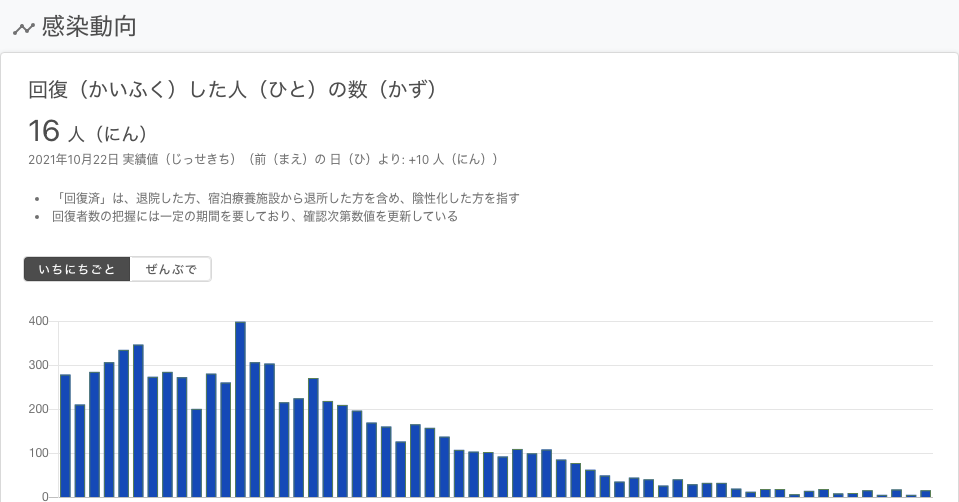 感染動向
回復（かいふく）した人（ひと）の数（かず）
16 人（にん）
2021年10月22日 実績値（じっせきち）（前（まえ）の 日（ひ）より: +10 人（にん））
「回復済」は、退院した方、宿泊療養施設から退所した方を含め、陰性化した方を指す
回復者数の把握には一定の期間を要しており、確認次第数値を更新している
いちにちごと ぜんぶで
400
300
200
100
0